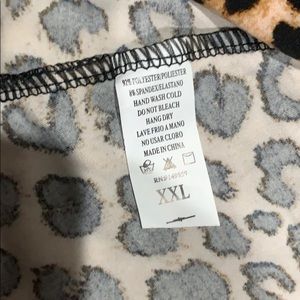 92% POLYESTER/POLIESTER
8% SPANDEX/ELASTANO
HAND WASH COLD
DO NOT BLEACH
HANG DRY
LAVE FRIO A MANO
NO USAR CLORO
MADE IN CHINA
XXL